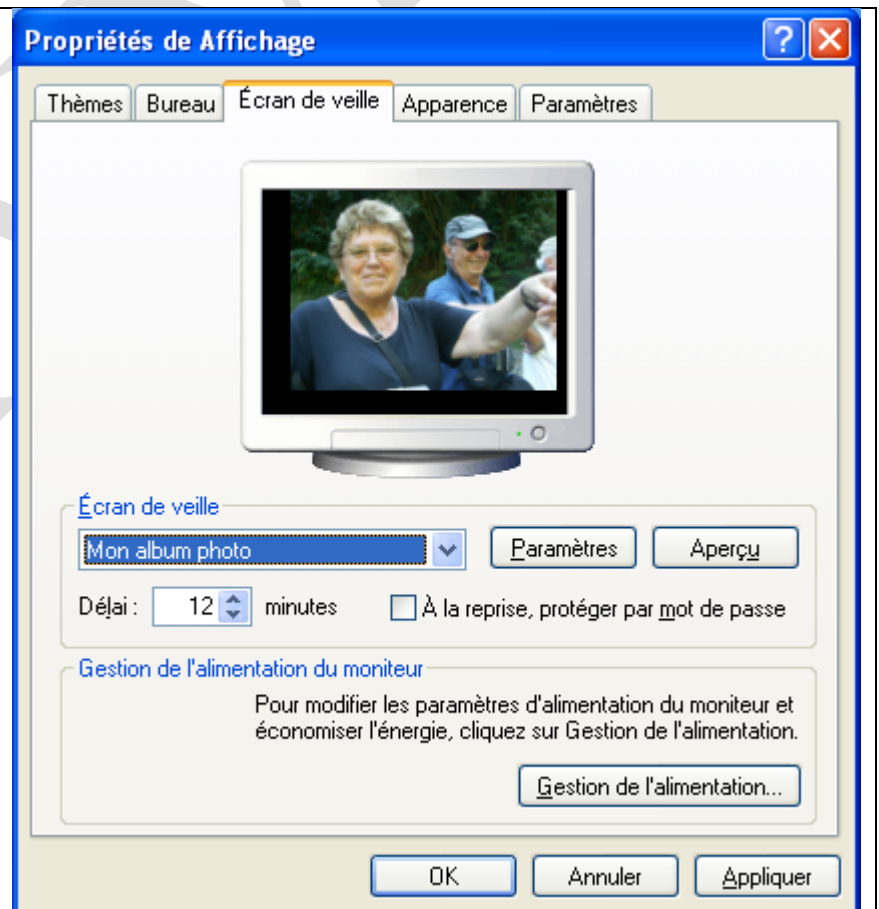 Propriétés de Affichage
Thèmes Bureau Écran de veille Apparence Paramètres
Écran de veille
Mon album photo Paramètres Aperçu
Délai : 12 minutes À la reprise, protéger par mot de passe
Gestion de l'alimentation du moniteur
Pour modifier les paramètres d'alimentation du moniteur et
économiser l'énergie, cliquez sur Gestion de l'alimentation.
Gestion de l'alimentation...
OK Annuler Appliquer